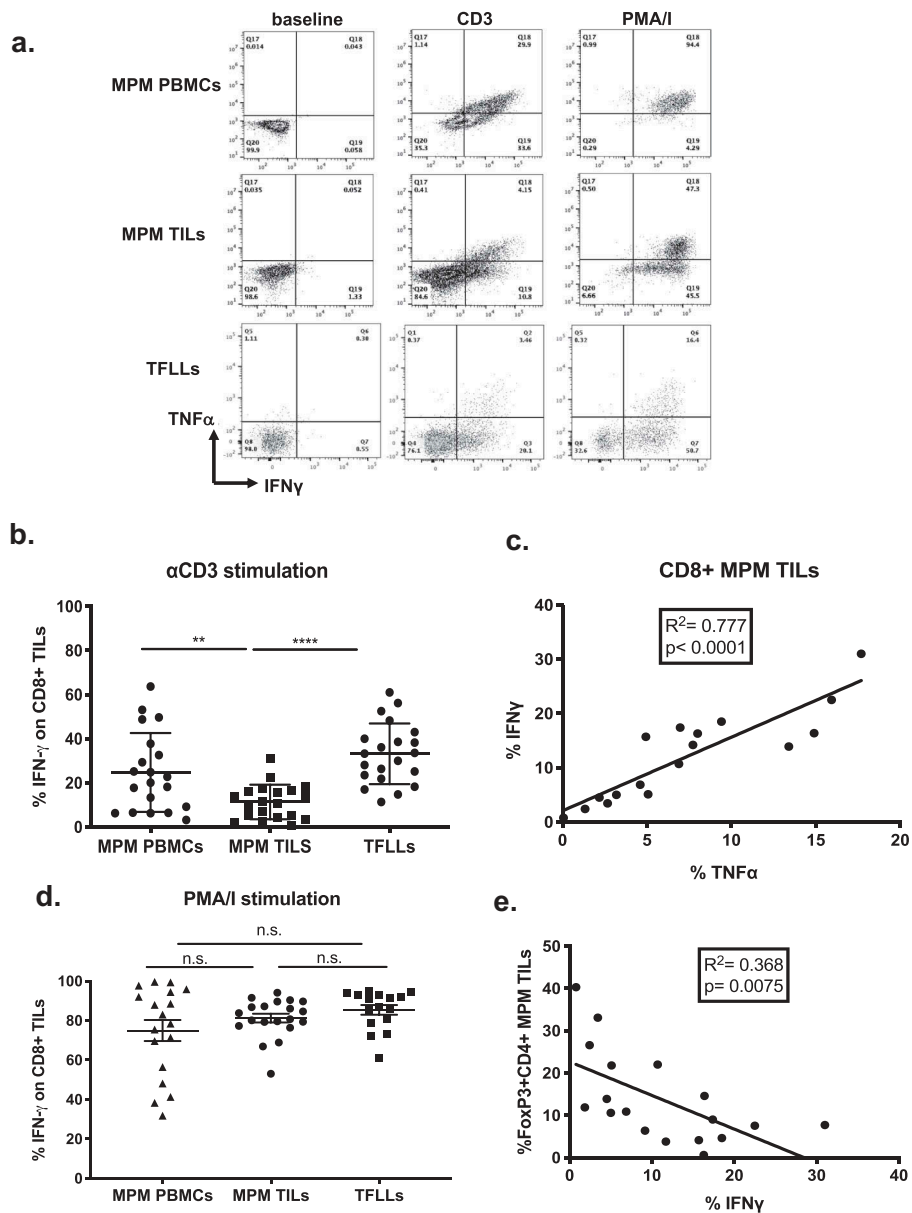 a.
baseline CD3 PMA/I
MPM PBMCs
Q17 0.014 Q18 0.043 Q20 99.9 Q19 0.058
Q17 1.14 Q18 29.9 Q20 35.3 Q19 33.6
Q17 0.99 Q18 94.4 Q20 0.29 Q19 4.29
MPM TILs
Q17 0.035 Q18 0.052 Q20 98.6 Q19 1.33
Q17 0.41 Q18 4.15 Q20 84.6 Q19 10.8
Q17 0.50 Q18 47.3 Q20 6.66 Q19 45.5
TFLLs
Q5 1.11 Q6 0.30 Q8 98.0 Q7 0.55
Q1 0.37 Q2 3.46 Q4 76.1 Q3 20.1
Q5 0.32 Q6 16.4 Q8 32.6 Q7 50.7
TNFα
IFNγ
b.
αCD3 stimulation
% IFN-γ on CD8+ TILs
100
80
60
40
20
0
** ****
MPM PBMCs MPM TILS TFLLs
c.
CD8+ MPM TILs
R²= 0.777
p< 0.0001
% IFNγ
40
30
20
10
0
0 5 10 15 20
% TNFα
d.
PMA/I stimulation
n.s.
n.s. n.s.
% IFN-γ on CD8+ TILs
100
80
60
40
20
0
MPM PBMCs MPM TILs TFLLs
e.
R²= 0.368
p= 0.0075
%FoxP3+CD4+ MPM TILs
50
40
30
20
10
0
0 10 20 30 40
% IFNγ